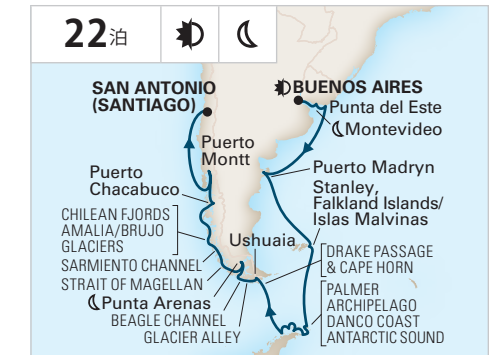 22泊
SAN ANTONIO
(SANTIAGO)
BUENOS AIRES
Punta del Este
Montevideo
Puerto
Montt
Puerto Madryn
Puerto
Chacabuco
Stanley,
Falkland Islands/
Islas Malvinas
CHILEAN FJORDS
AMALIA/BRUJO
GLACIERS
Ushuaia
SARMIENTO CHANNEL
DRAKE PASSAGE
& CAPE HORN
STRAIT OF MAGELLAN
Punta Arenas
BEAGLE CHANNEL
GLACIER ALLEY
PALMER
ARCHIPELAGO
DANCO COAST
ANTARCTIC SOUND